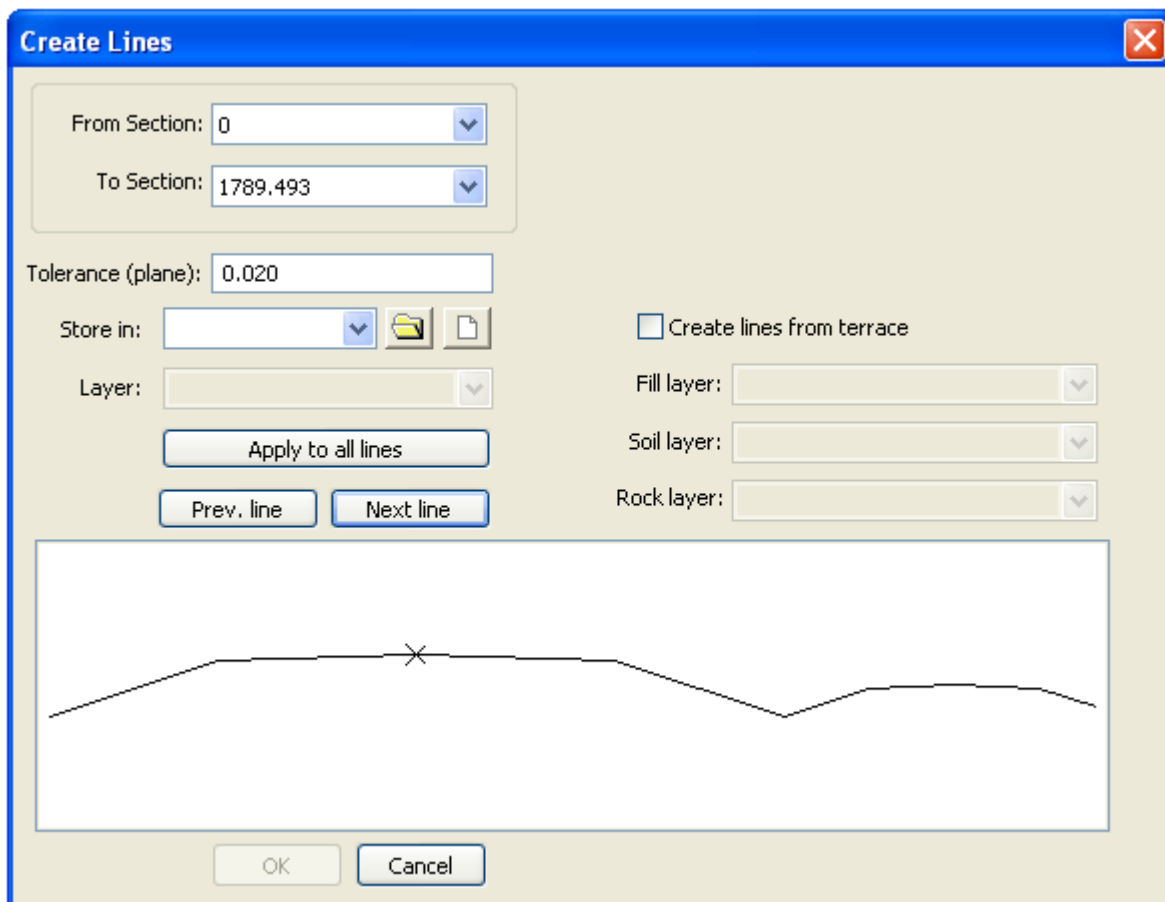 Create Lines
From Section: 0
To Section: 1789.493
Tolerance (plane): 0.020
Store in:
Create lines from terrace
Layer:
Fill layer:
Apply to all lines
Soil layer:
Prev. line
Next line
Rock layer:
OK
Cancel